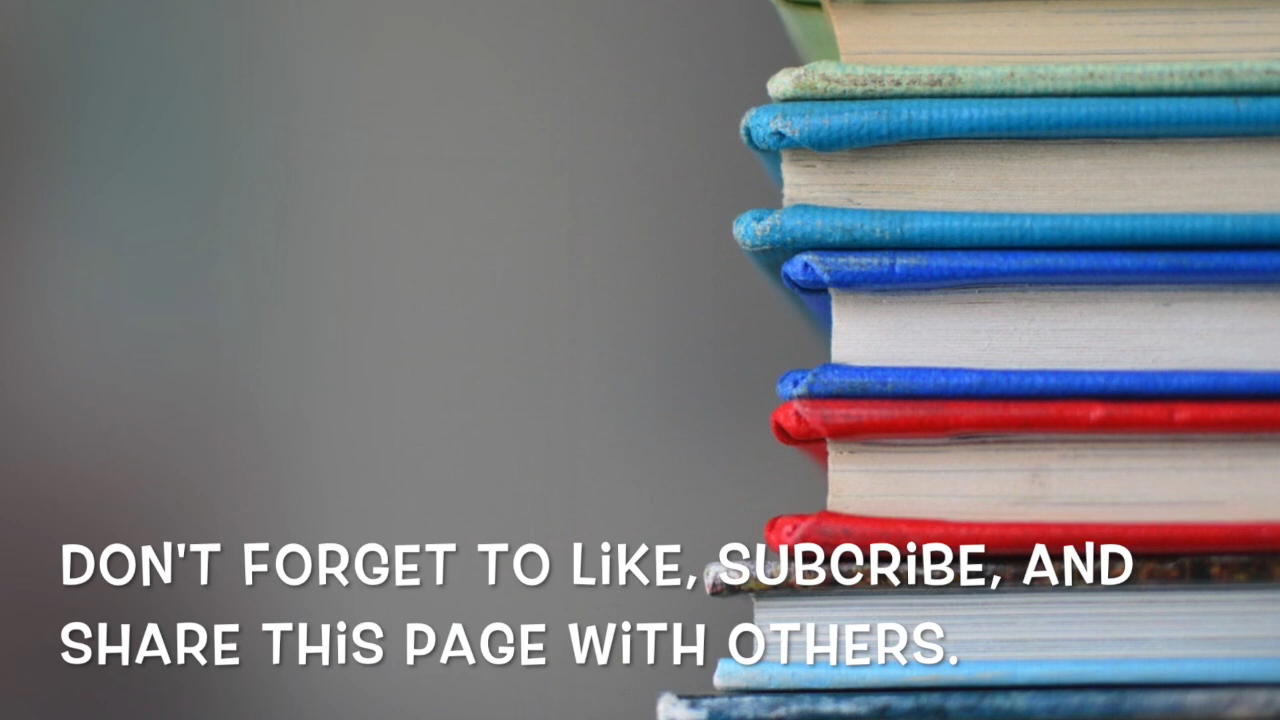 DON'T FORGET TO LiKE, SUBCRiBE, AND
SHARE THiS PAGE WiTH OTHERS.